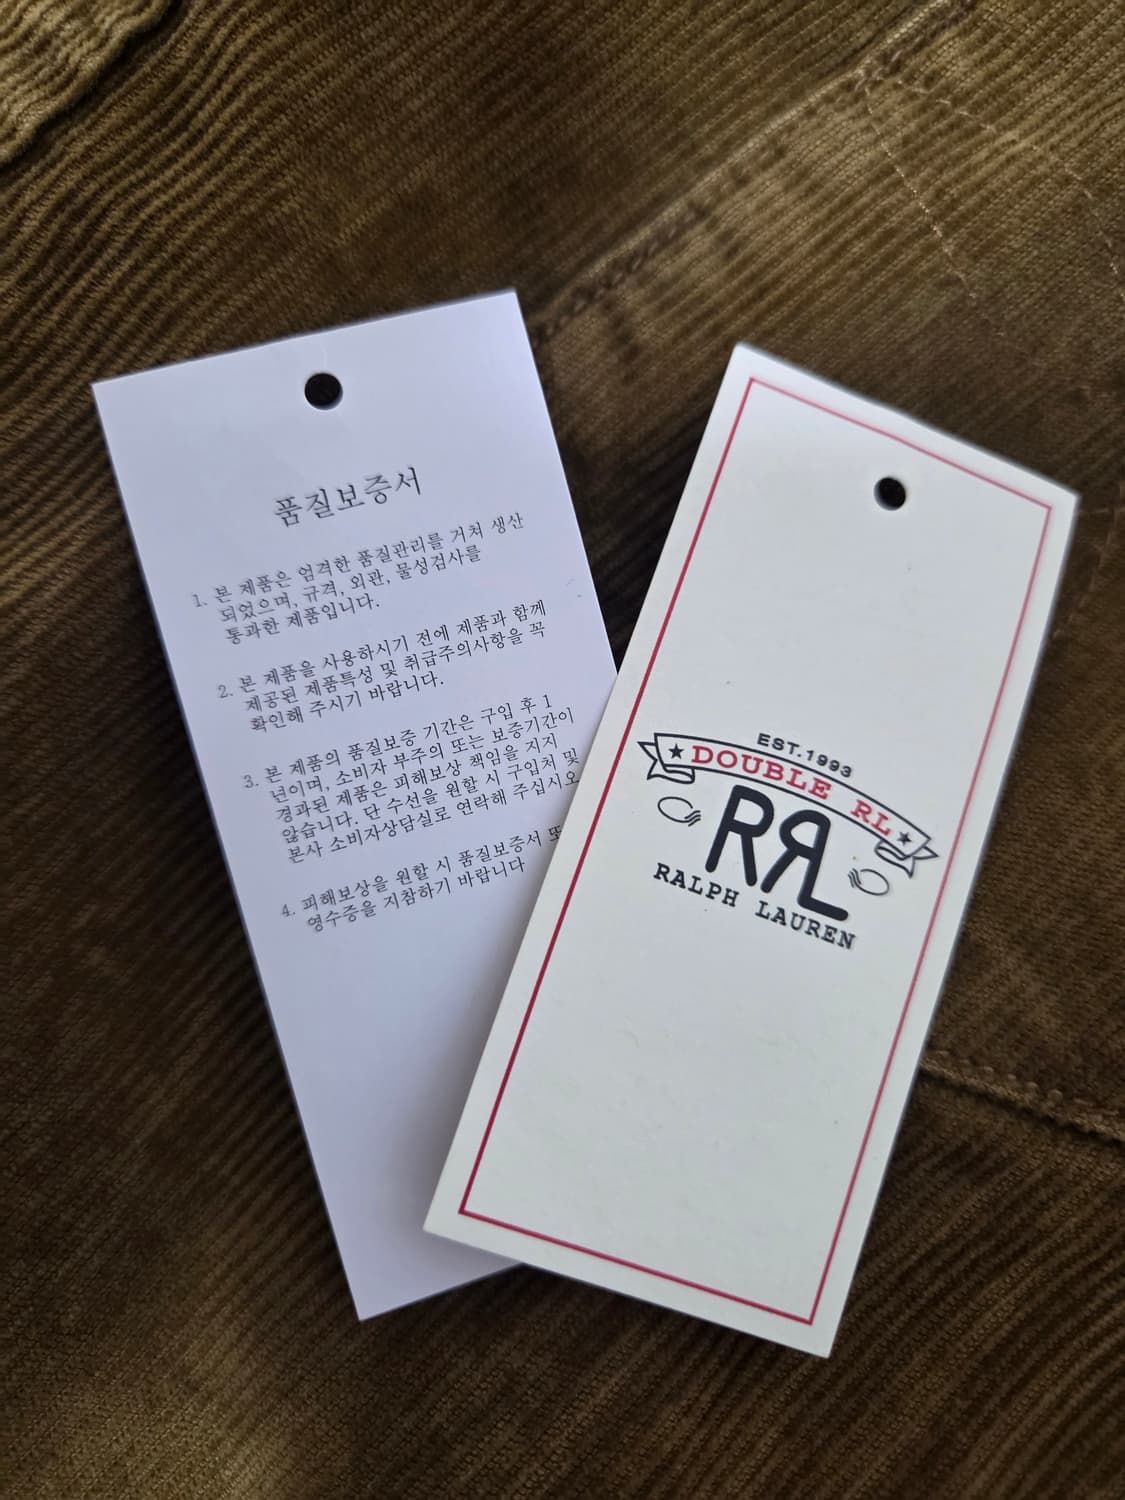 품질보증서
1. 본 제품은 엄격한 품질관리를 거쳐 생산
되었으며, 규격, 외관, 물성검사를
통과한 제품입니다.
2. 본 제품을 사용하시기 전에 제품과 함께
제공된 제품특성 및 취급주의사항을 꼭
확인해 주시기 바랍니다.
3. 본 제품의 품질보증 기간은 구입 후 1
년이며, 소비자 부주의 또는 보증기간이
경과된 제품은 피해보상 책임을 지지
않습니다. 단 수선을 원할 시 구입처 및
본사 소비자상담실로 연락해 주십시오
4. 피해보상을 원할 시 품질보증서
영수증을 지참하기 바랍니다
EST.1993
DOUBLE RL
RRL
RALPH LAUREN